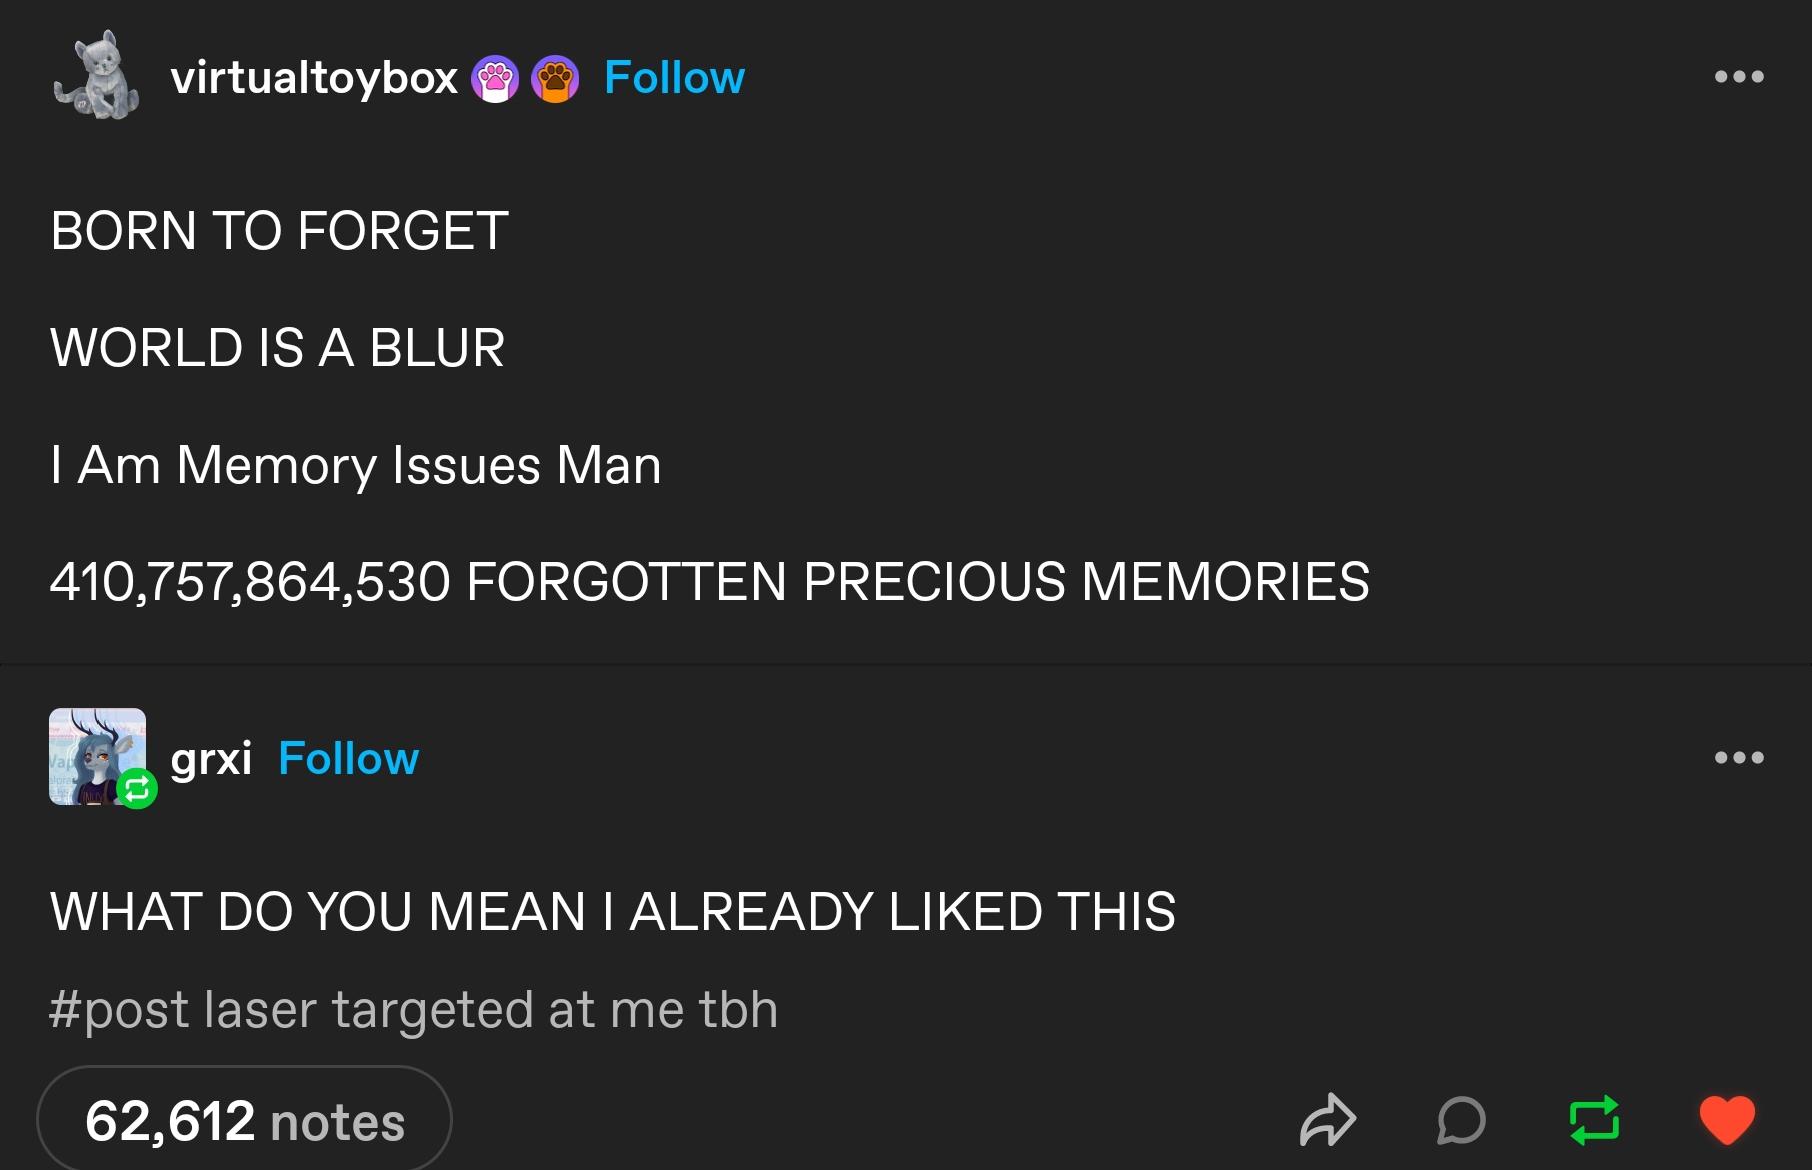 virtualtoybox Follow
BORN TO FORGET
WORLD IS A BLUR
I Am Memory Issues Man
410,757,864,530 FORGOTTEN PRECIOUS MEMORIES
grxi Follow
WHAT DO YOU MEAN I ALREADY LIKED THIS
#post laser targeted at me tbh
62,612 notes